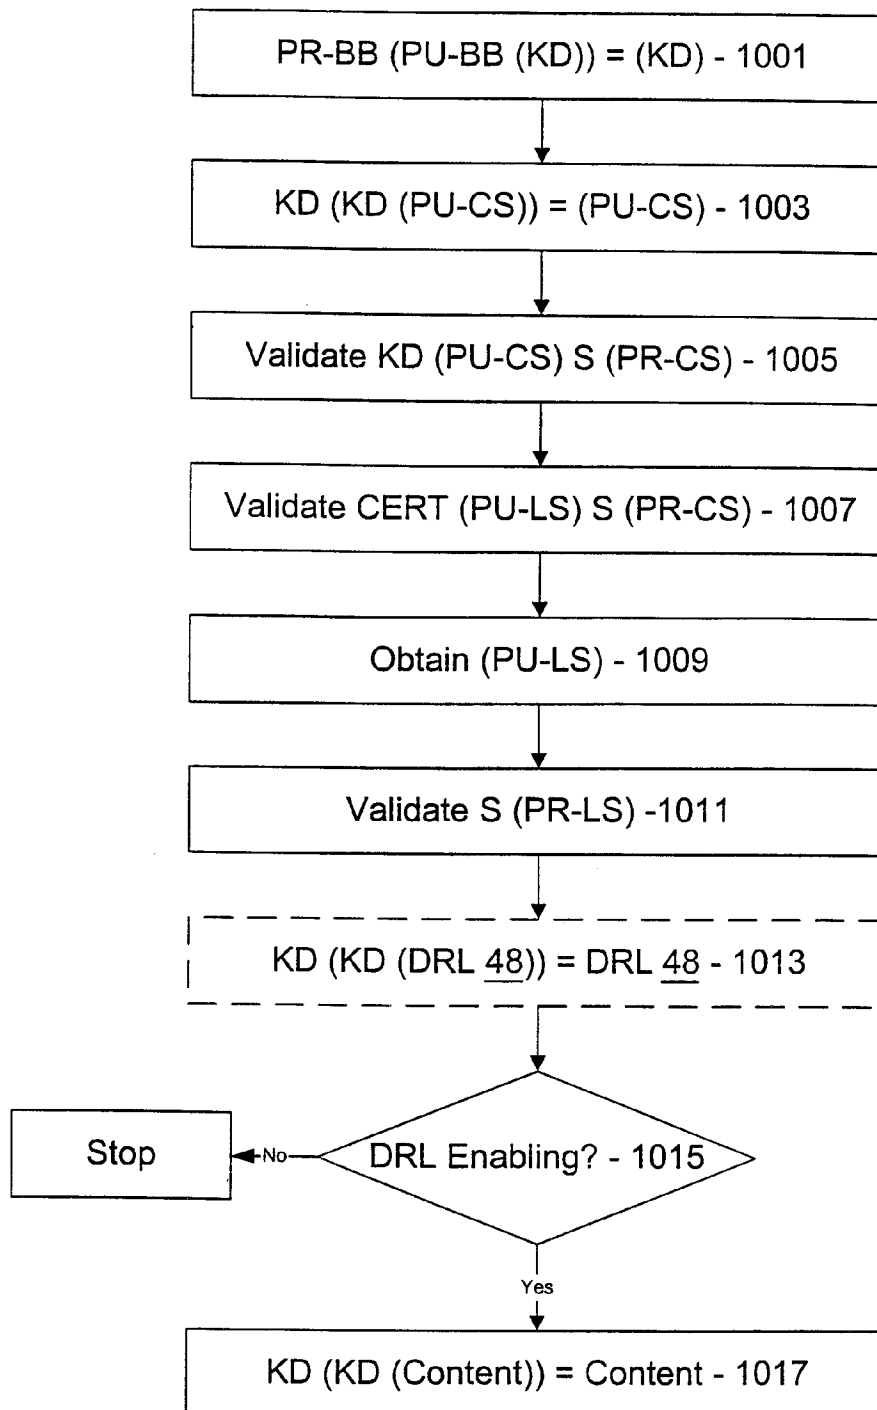 PR-BB (PU-BB (KD)) = (KD) - 1001
KD (KD (PU-CS)) = (PU-CS) - 1003
Validate KD (PU-CS) S (PR-CS) - 1005
Validate CERT (PU-LS) S (PR-CS) - 1007
Obtain (PU-LS) - 1009
Validate S (PR-LS) -1011
KD (KD (DRL 48)) = DRL 48 - 1013
DRL Enabling? - 1015
No
Stop
Yes
KD (KD (Content)) = Content - 1017